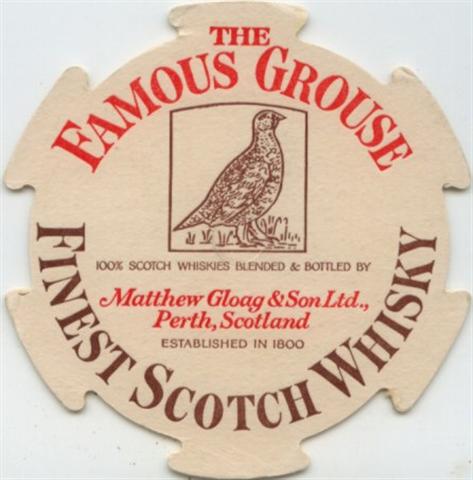 THE
FAMOUS GROUSE
100% SCOTCH WHISKIES BLENDED & BOTTLED BY
Matthew Gloag & Son Ltd.,
Perth, Scotland
ESTABLISHED IN 1800
FINEST SCOTCH WHISKY